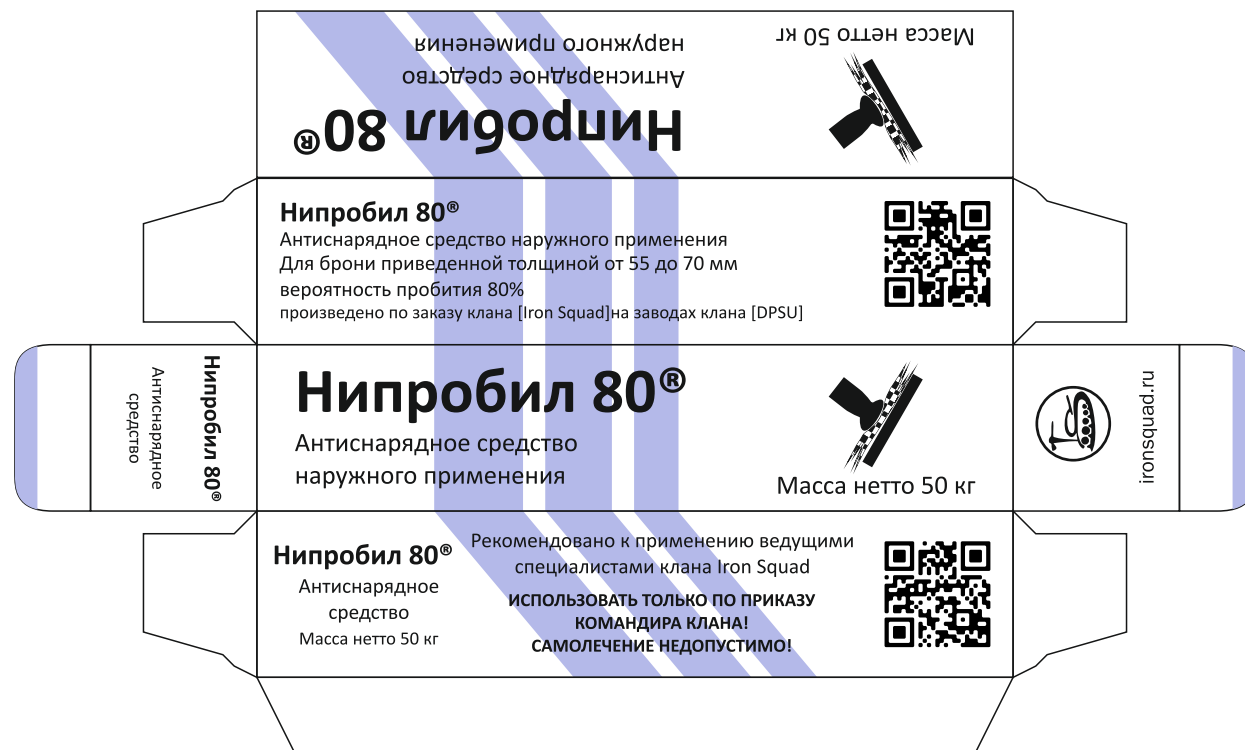 Масса нетто 50 кг
наружного применения
Антиснарядное средство
Нипробил 80®
Нипробил 80®
Антиснарядное средство наружного применения
Для брони приведенной толщиной от 55 до 70 мм
вероятность пробития 80%
произведено по заказу клана [Iron Squad]на заводах клана [DPSU]
Нипробил 80®
Антиснарядное
средство
Нипробил 80®
Антиснарядное средство
наружного применения
Масса нетто 50 кг
ironsquard.ru
Нипробил 80®
Антиснарядное
средство
Масса нетто 50 кг
Рекомендовано к применению ведущими
специалистами клана Iron Squad
ИСПОЛЬЗОВАТЬ ТОЛЬКО ПО ПРИКАЗУ
КОМАНДИРА КЛАНА!
САМОЛЕЧЕНИЕ НЕДОПУСТИМО!